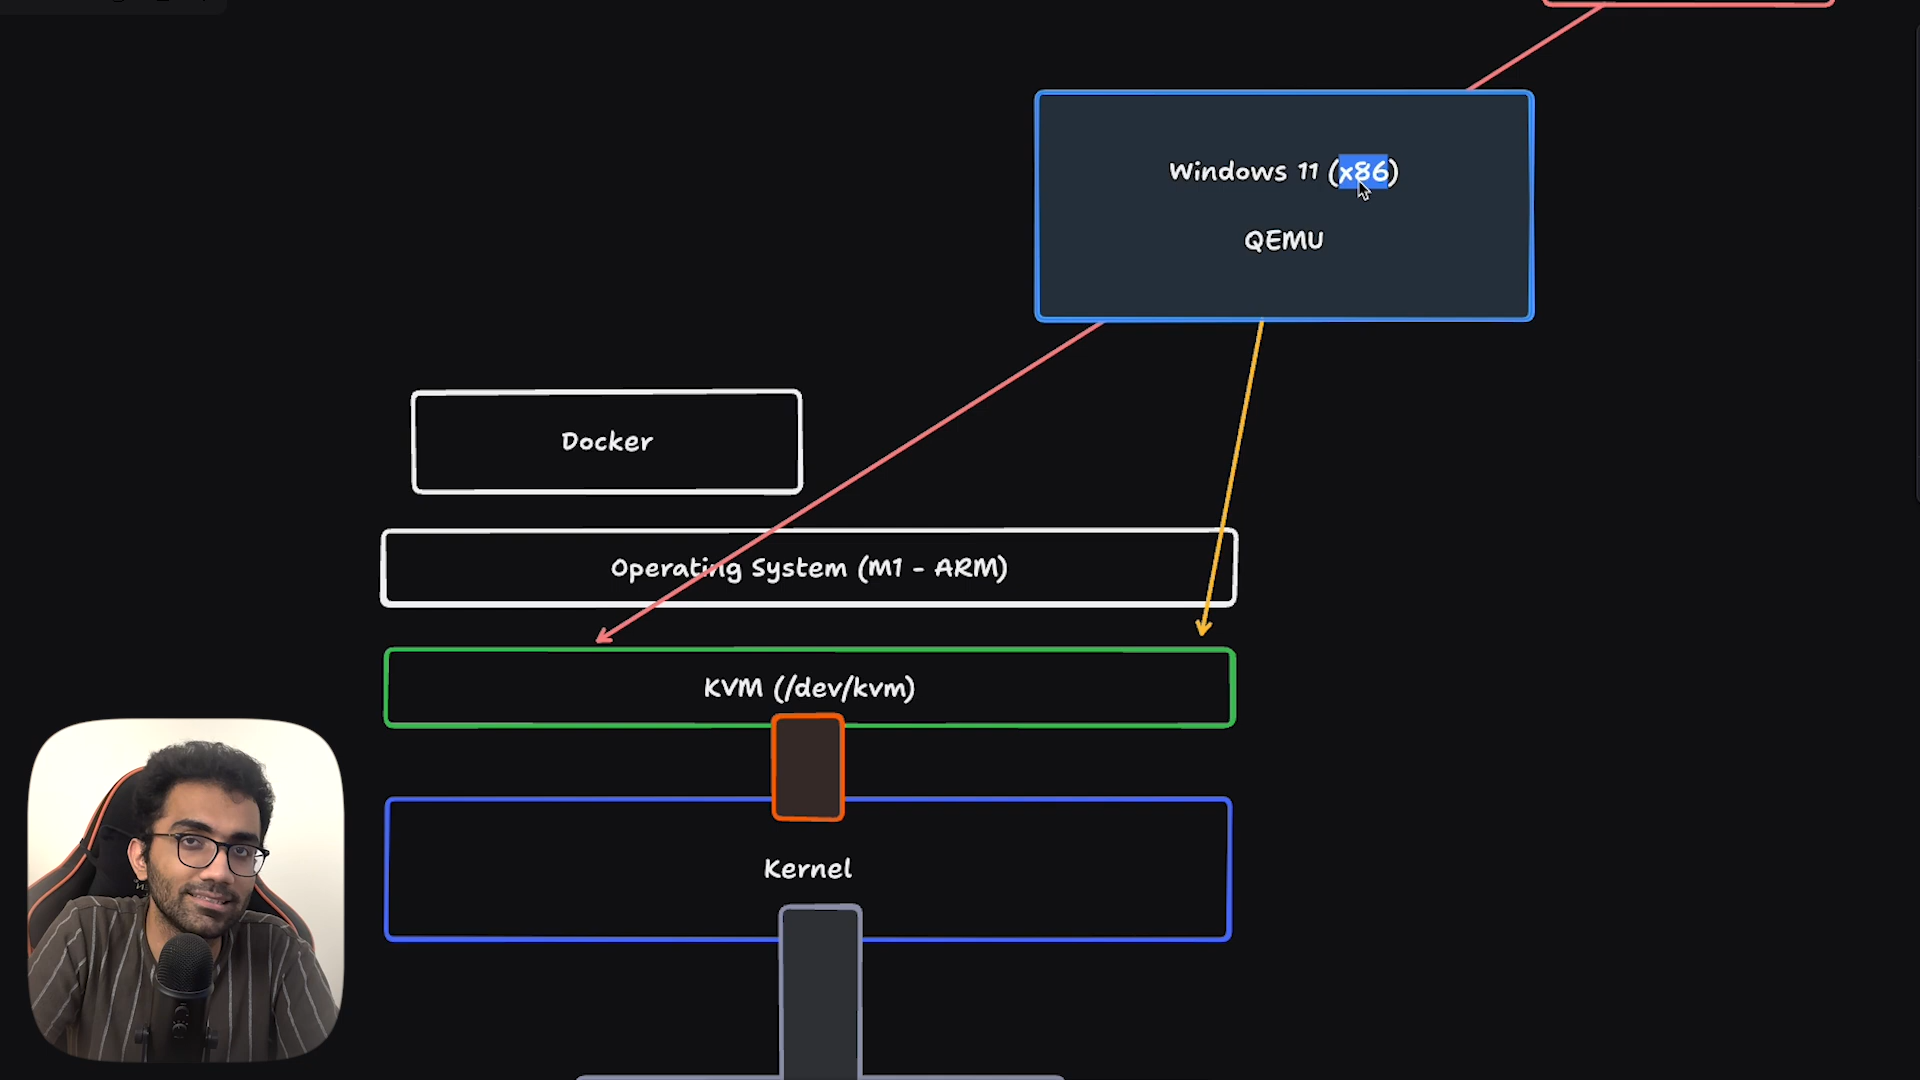 Windows 11 (x86)
QEMU
Docker
Operating System (M1 - ARM)
KVM (/dev/kvm)
Kernel